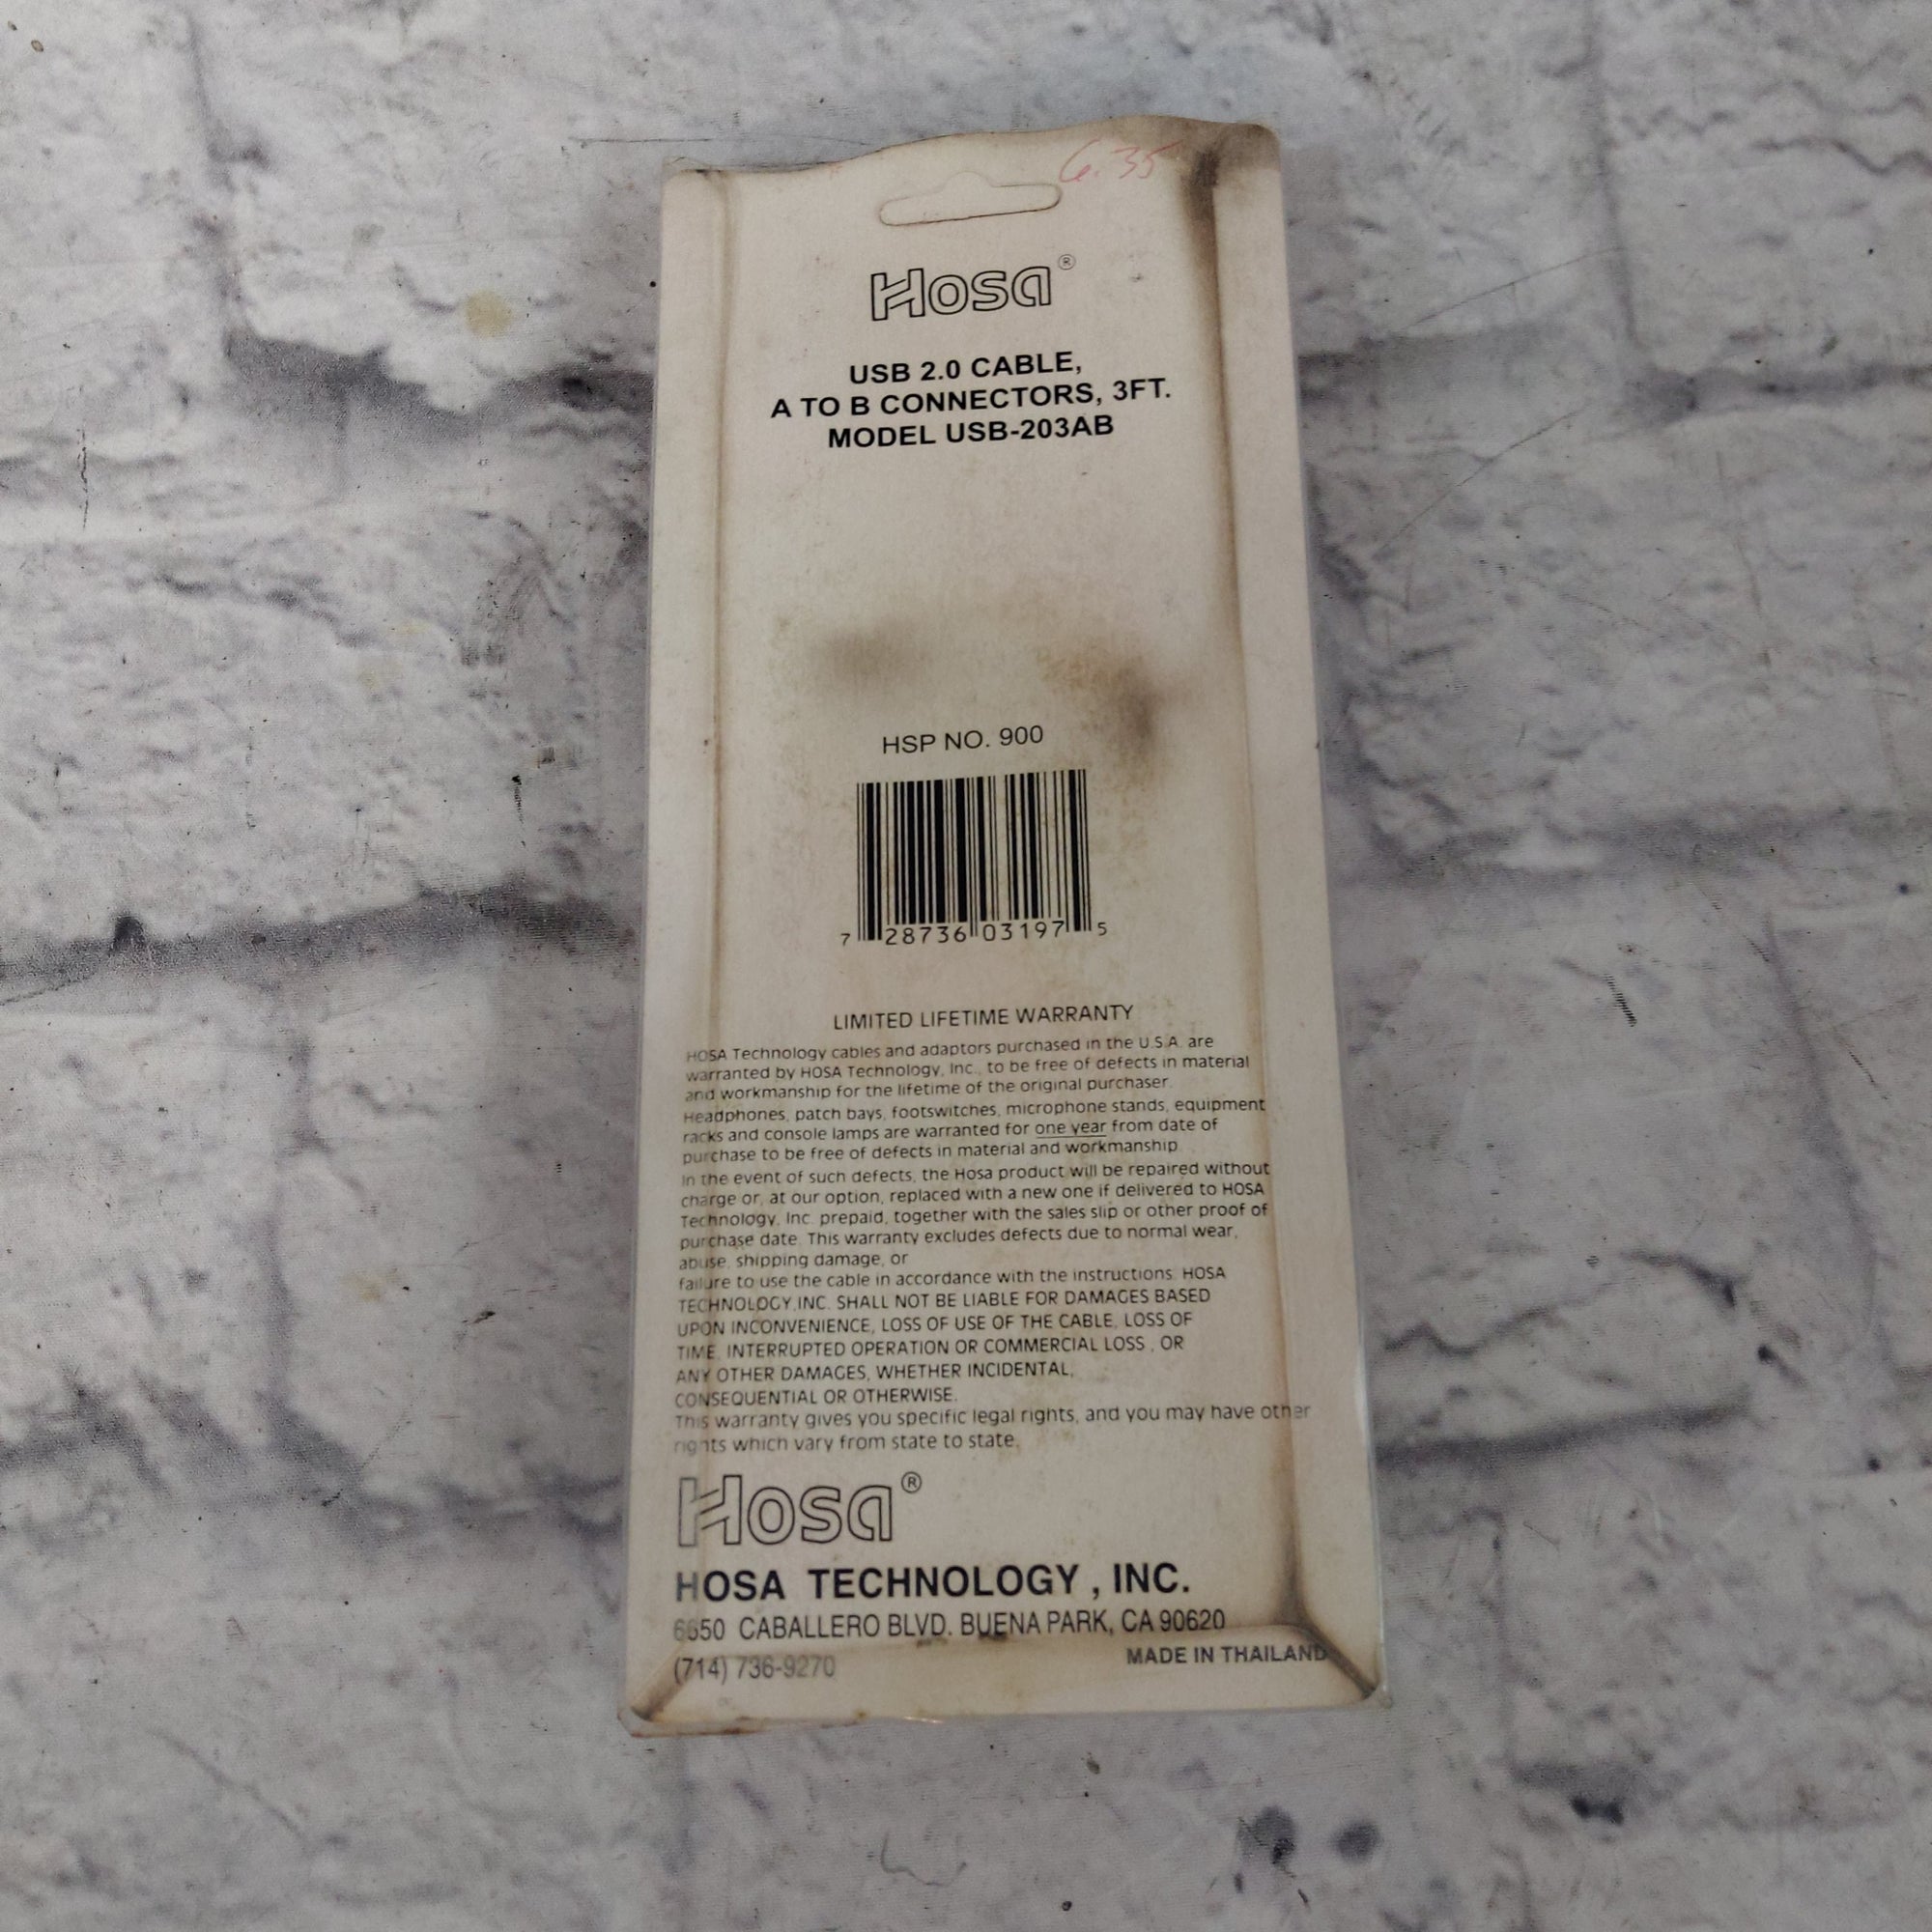 6.35
Hosa®
USB 2.0 CABLE,
A TO B CONNECTORS, 3FT.
MODEL USB-203AB
HSP NO. 900
7 28736 03197 5
LIMITED LIFETIME WARRANTY
HOSA Technology cables and adaptors purchased in the U.S.A. are
warranted by HOSA Technology, Inc., to be free of defects in material
and workmanship for the lifetime of the original purchaser.
Headphones, patch bays, footswitches, microphone stands, equipment
racks and console lamps are warranted for one year from date of
purchase to be free of defects in material and workmanship.
In the event of such defects, the Hosa product will be repaired without
charge or, at our option, replaced with a new one if delivered to HOSA
Technology, Inc. prepaid, together with the sales slip or other proof of
purchase date. This warranty excludes defects due to normal wear,
abuse, shipping damage, or
failure to use the cable in accordance with the instructions. HOSA
TECHNOLOGY,INC. SHALL NOT BE LIABLE FOR DAMAGES BASED
UPON INCONVENIENCE, LOSS OF USE OF THE CABLE, LOSS OF
TIME, INTERRUPTED OPERATION OR COMMERCIAL LOSS , OR
ANY OTHER DAMAGES, WHETHER INCIDENTAL,
CONSEQUENTIAL OR OTHERWISE.
This warranty gives you specific legal rights, and you may have other
rights which vary from state to state.
Hosa®
HOSA TECHNOLOGY , INC.
6650 CABALLERO BLVD. BUENA PARK, CA 90620
(714) 736-9270
MADE IN THAILAND